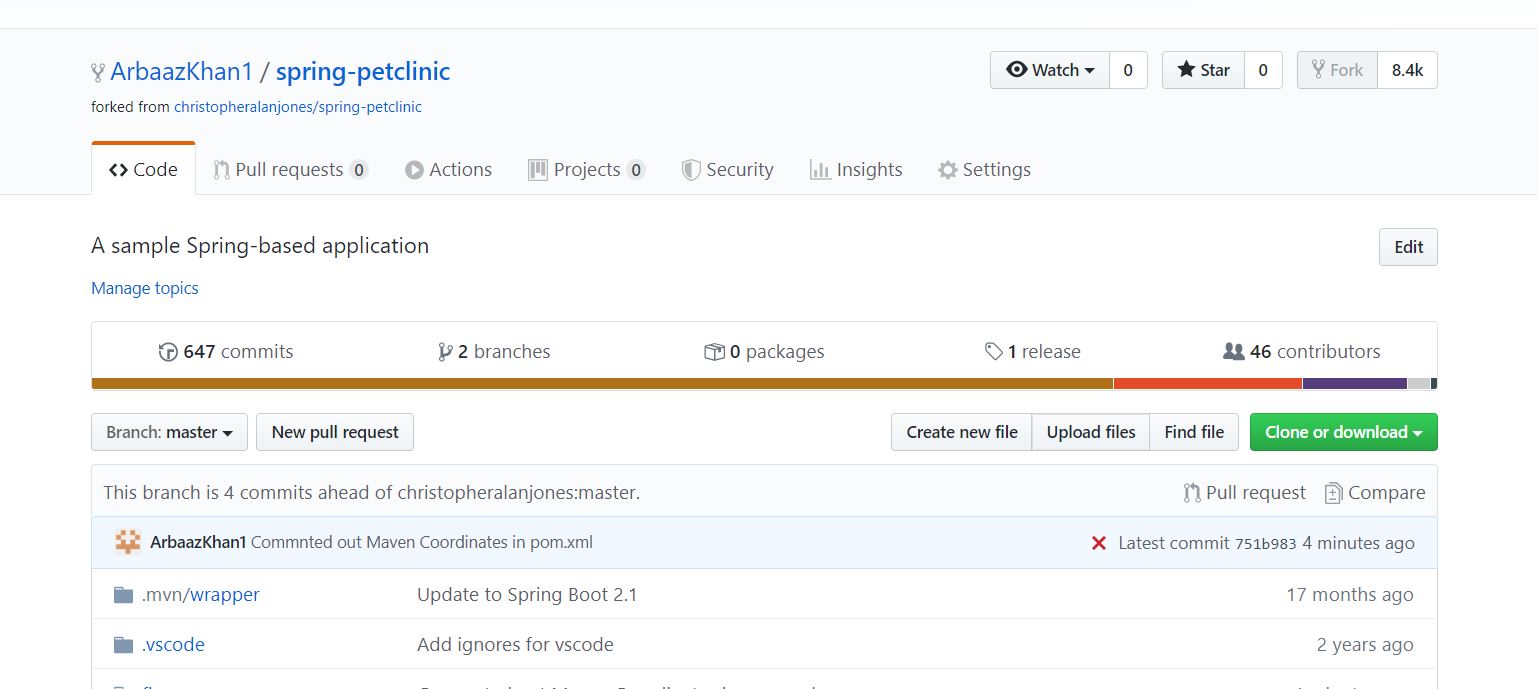 ArbaazKhan1 / spring-petclinic
Watch 0
Star 0
Fork 8.4k
forked from christopheralanjones/spring-petclinic
Code
Pull requests 0
Actions
Projects 0
Security
Insights
Settings
A sample Spring-based application
Edit
Manage topics
647 commits
2 branches
0 packages
1 release
46 contributors
Branch: master
New pull request
Create new file
Upload files
Find file
Clone or download
This branch is 4 commits ahead of christopheralanjones:master.
Pull request
Compare
ArbaazKhan1 Commnted out Maven Coordinates in pom.xml
Latest commit 751b983 4 minutes ago
.mvn/wrapper
Update to Spring Boot 2.1
17 months ago
.vscode
Add ignores for vscode
2 years ago